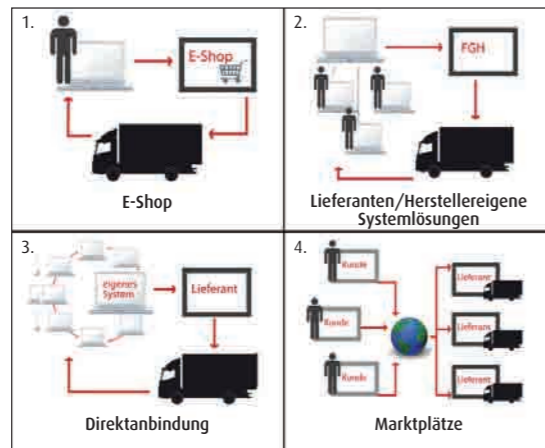 1.
E-Shop
E-Shop
2.
FGH
Lieferanten/Herstellereigene
Systemlösungen
3.
eigenes
System
Lieferant
Direktanbindung
4.
Kunde
Lieferant
Kunde
Lieferant
Kunde
Lieferant
Marktplätze